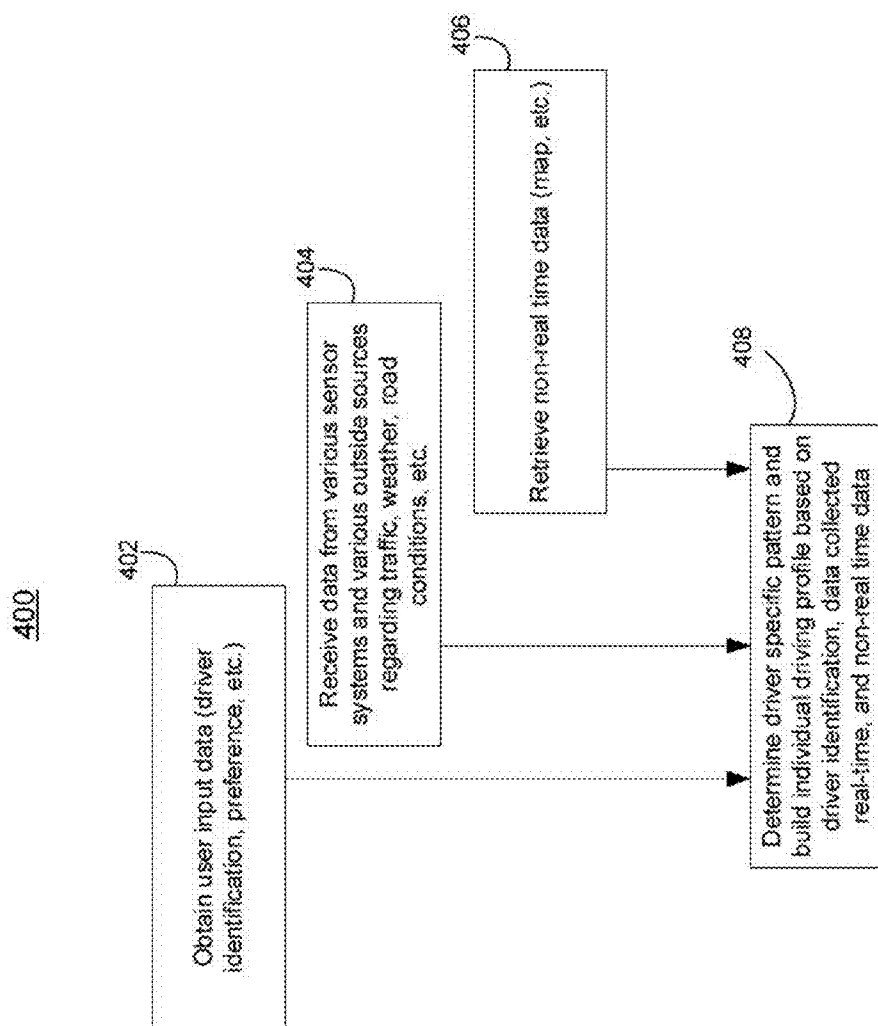 400
402
Obtain user input data (driver
identification, preference, etc.)
404
Receive data from various sensor
systems and various outside sources
regarding traffic, weather, road
conditions, etc.
406
Retrieve non-real time data (map, etc.)
408
Determine driver specific pattern and
build individual driving profile based on
driver identification, data collected
real-time, and non-real time data